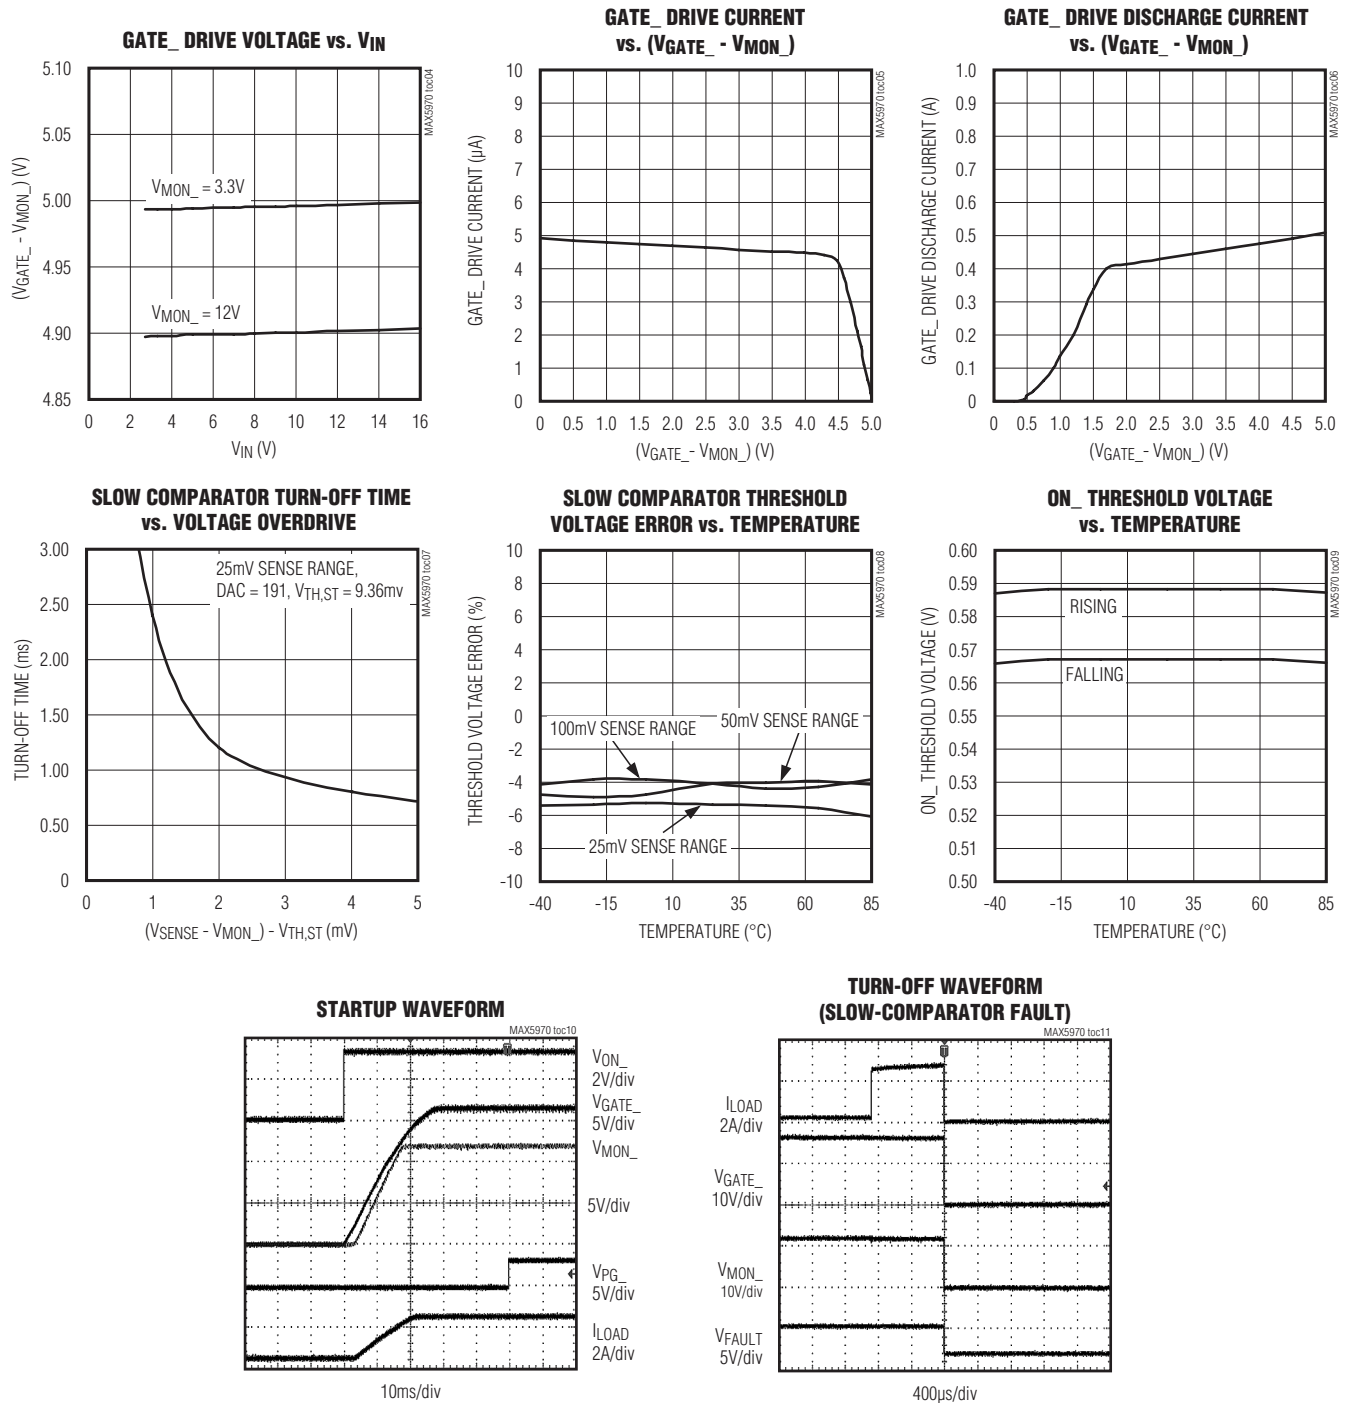 GATE_ DRIVE VOLTAGE vs. VIN
MAX5970 toc04
(VGATE_ - VMON_) (V)
5.10
5.05
5.00
4.95
4.90
4.85
VMON_ = 3.3V
VMON_ = 12V
0 2 4 6 8 10 12 14 16
VIN (V)
GATE_ DRIVE CURRENT
vs. (VGATE_ - VMON_)
MAX5970 toc05
GATE_ DRIVE CURRENT (µA)
10
9
8
7
6
5
4
3
2
1
0
0 0.5 1.0 1.5 2.0 2.5 3.0 3.5 4.0 4.5 5.0
(VGATE_- VMON_) (V)
GATE_ DRIVE DISCHARGE CURRENT
vs. (VGATE_ - VMON_)
MAX5970 toc06
GATE_ DRIVE DISCHARGE CURRENT (A)
1.0
0.9
0.8
0.7
0.6
0.5
0.4
0.3
0.2
0.1
0
0 0.5 1.0 1.5 2.0 2.5 3.0 3.5 4.0 4.5 5.0
(VGATE_- VMON_) (V)
SLOW COMPARATOR TURN-OFF TIME
vs. VOLTAGE OVERDRIVE
MAX5970 toc07
TURN-OFF TIME (ms)
3.00
2.50
2.00
1.50
1.00
0.50
0
25mV SENSE RANGE,
DAC = 191, VTH,ST = 9.36mv
0 1 2 3 4 5
(VSENSE - VMON_) - VTH,ST (mV)
SLOW COMPARATOR THRESHOLD
VOLTAGE ERROR vs. TEMPERATURE
MAX5970 toc08
THRESHOLD VOLTAGE ERROR (%)
10
8
6
4
2
0
-2
-4
-6
-8
-10
100mV SENSE RANGE
50mV SENSE RANGE
25mV SENSE RANGE
-40 -15 10 35 60 85
TEMPERATURE (°C)
ON_ THRESHOLD VOLTAGE
vs. TEMPERATURE
MAX5970 toc09
ON_ THRESHOLD VOLTAGE (V)
0.60
0.59
0.58
0.57
0.56
0.55
0.54
0.53
0.52
0.51
0.50
RISING
FALLING
-40 -15 10 35 60 85
TEMPERATURE (°C)
STARTUP WAVEFORM
MAX5970 toc10
VON_
2V/div
VGATE_
5V/div
VMON_
5V/div
VPG_
5V/div
ILOAD
2A/div
10ms/div
TURN-OFF WAVEFORM
(SLOW-COMPARATOR FAULT)
MAX5970 toc11
ILOAD
2A/div
VGATE_
10V/div
VMON_
10V/div
VFAULT
5V/div
400µs/div